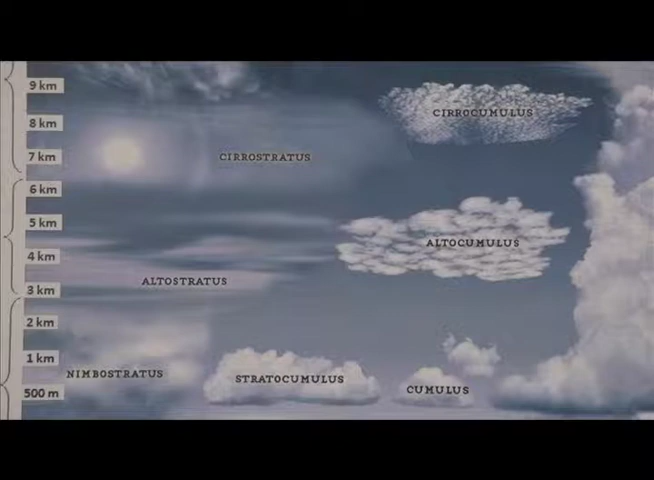 9 km
CIRROCUMULUS
8 km
7 km
CIRROSTRATUS
6 km
5 km
ALTOCUMULUS
4 km
ALTOSTRATUS
3 km
2 km
1 km
NIMBOSTRATUS
STRATOCUMULUS
CUMULUS
500 m